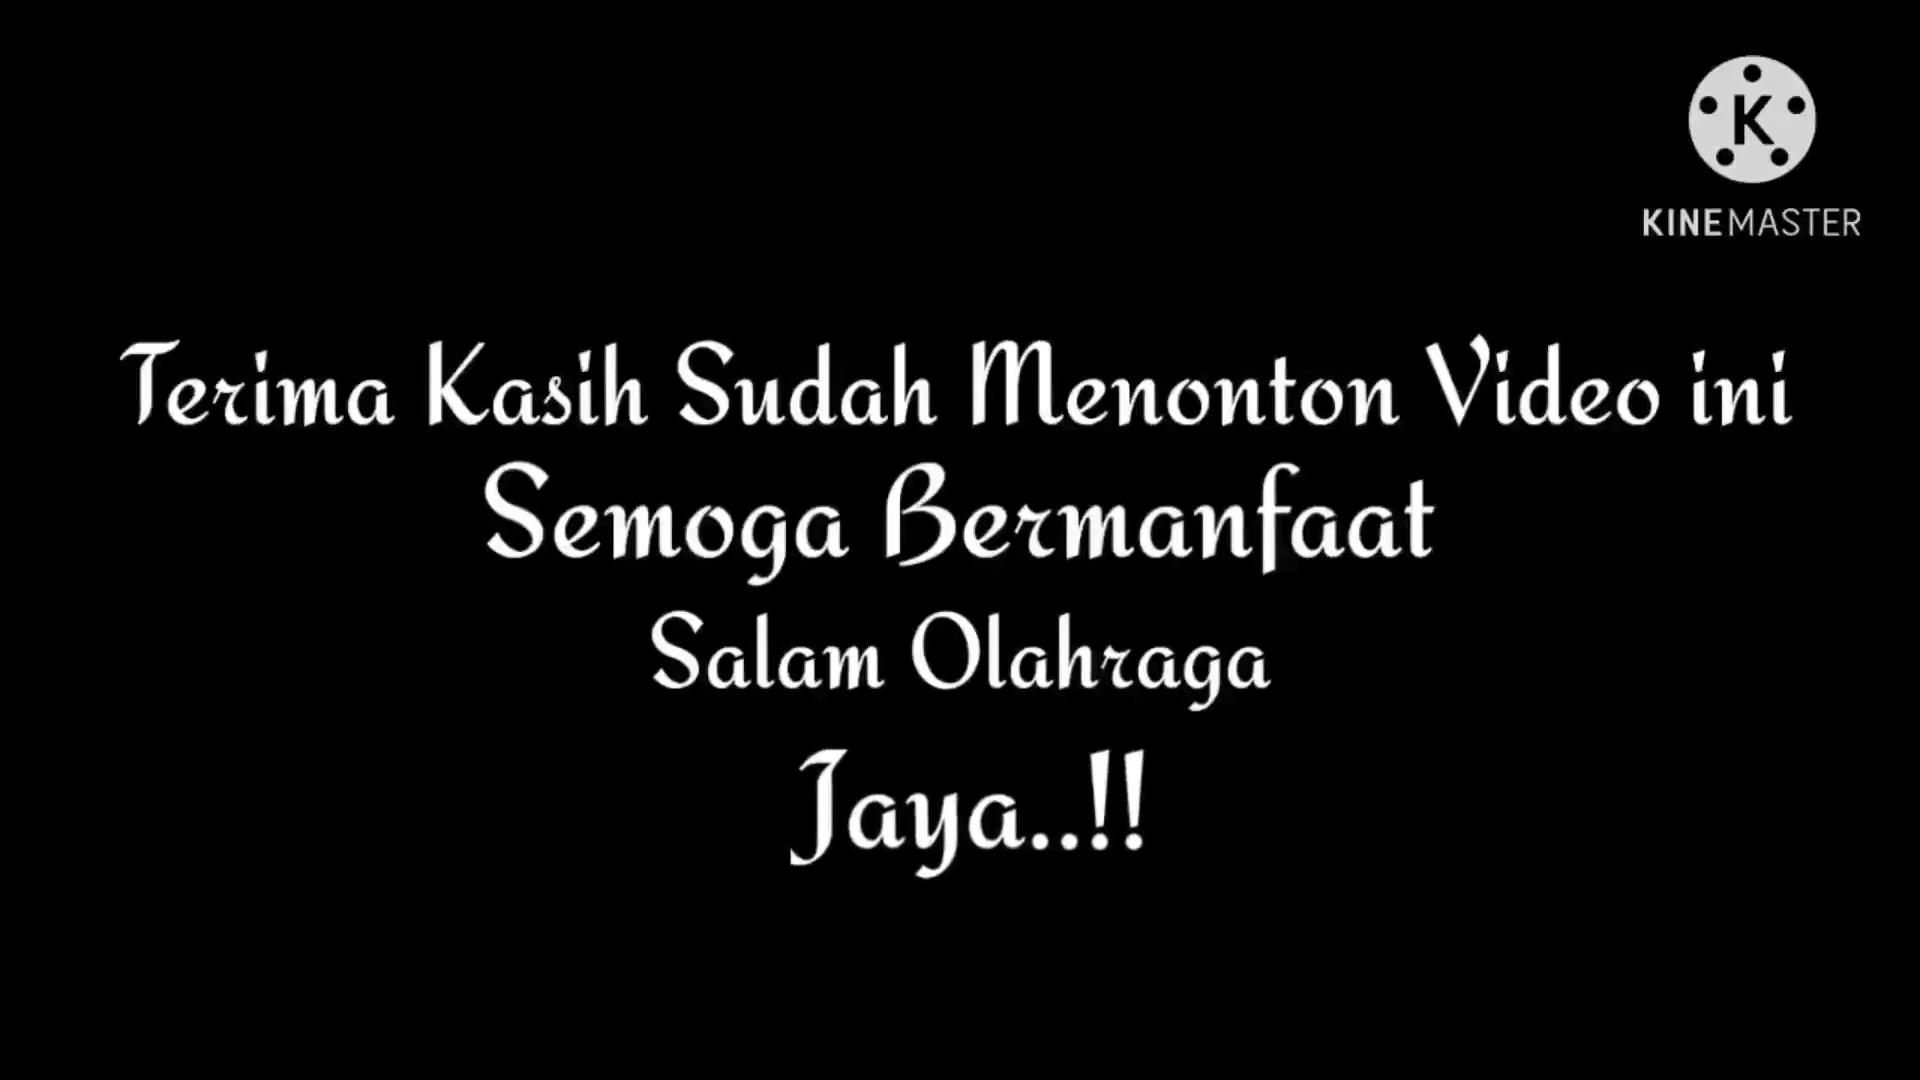 K
KINEMASTER
Terima Kasih Sudah Menonton Video ini
Semoga Bermanfaat
Salam Olahraga
Jaya..!!